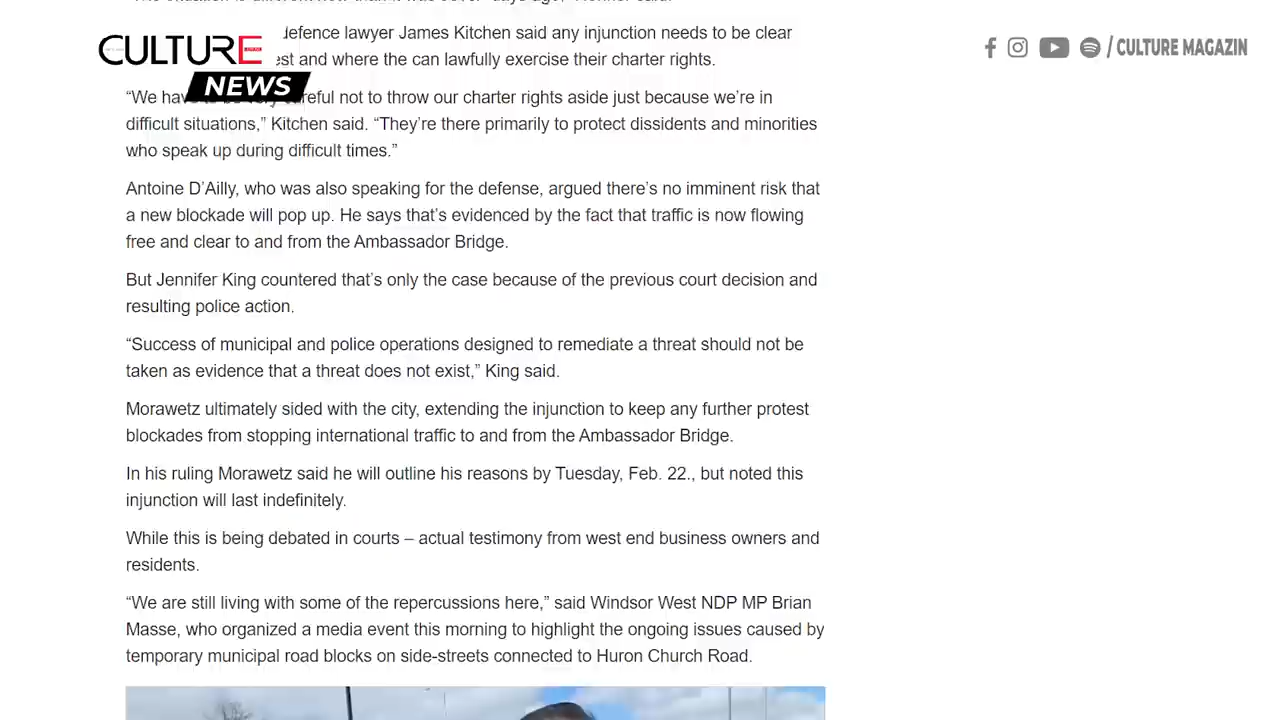 CULTURE
NEWS
/ CULTURE MAGAZIN
defence lawyer James Kitchen said any injunction needs to be clear
and where the can lawfully exercise their charter rights.
“We have to be very careful not to throw our charter rights aside just because we’re in
difficult situations,” Kitchen said. “They’re there primarily to protect dissidents and minorities
who speak up during difficult times.”
Antoine D’Ailly, who was also speaking for the defense, argued there’s no imminent risk that
a new blockade will pop up. He says that’s evidenced by the fact that traffic is now flowing
free and clear to and from the Ambassador Bridge.
But Jennifer King countered that’s only the case because of the previous court decision and
resulting police action.
“Success of municipal and police operations designed to remediate a threat should not be
taken as evidence that a threat does not exist,” King said.
Morawetz ultimately sided with the city, extending the injunction to keep any further protest
blockades from stopping international traffic to and from the Ambassador Bridge.
In his ruling Morawetz said he will outline his reasons by Tuesday, Feb. 22., but noted this
injunction will last indefinitely.
While this is being debated in courts – actual testimony from west end business owners and
residents.
“We are still living with some of the repercussions here,” said Windsor West NDP MP Brian
Masse, who organized a media event this morning to highlight the ongoing issues caused by
temporary municipal road blocks on side-streets connected to Huron Church Road.